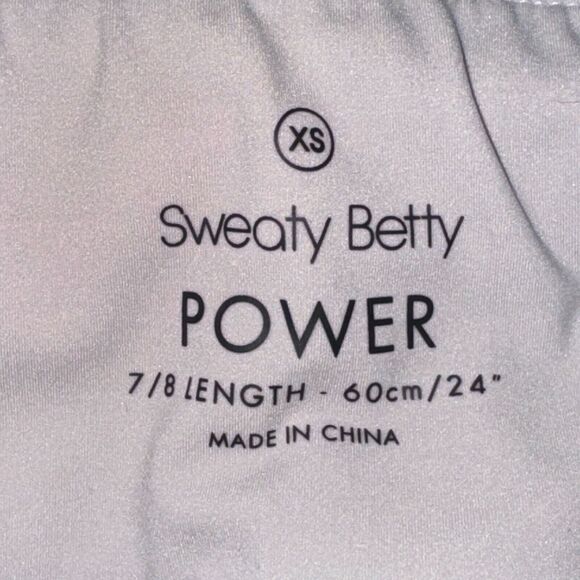 XS
Sweaty Betty
POWER
7/8 LENGTH - 60cm/24"
MADE IN CHINA